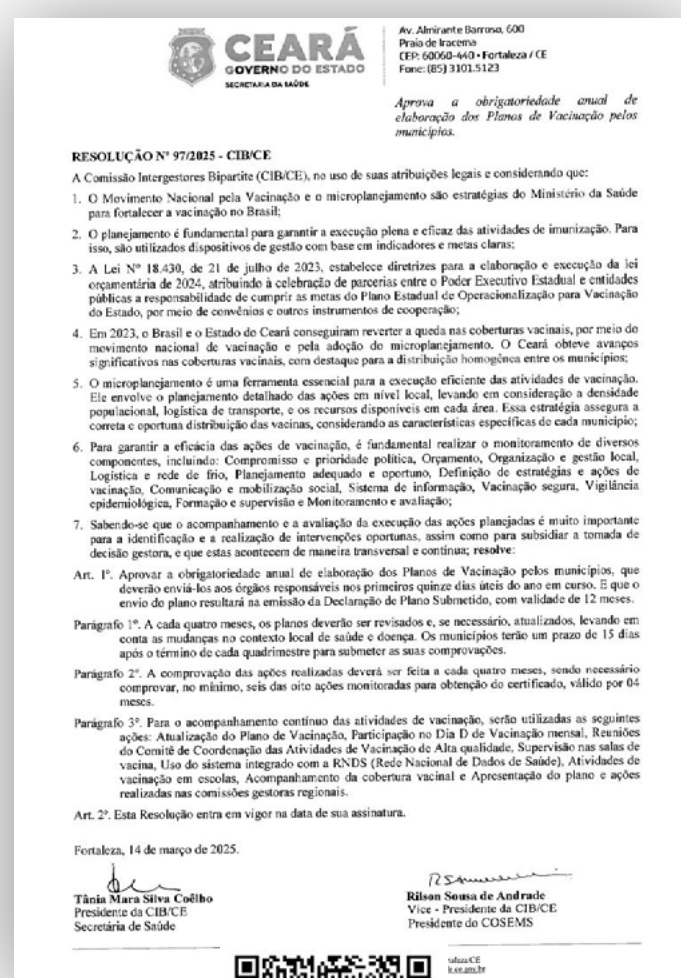 CEARÁ
GOVERNO DO ESTADO
SECRETARIA DA SAÚDE
Av. Almirante Barroso, 600
Praia de Iracema
CEP: 60060-440 • Fortaleza / CE
Fone: (85) 3101.5123
Aprova a obrigatoriedade anual de
elaboração dos Planos de Vacinação pelos
municípios.
RESOLUÇÃO Nº 97/2025 - CIB/CE
A Comissão Intergestores Bipartite (CIB/CE), no uso de suas atribuições legais e considerando que:
1. O Movimento Nacional pela Vacinação e o microplanejamento são estratégias do Ministério da Saúde
para fortalecer a vacinação no Brasil;
2. O planejamento é fundamental para garantir a execução plena e eficaz das atividades de imunização. Para
isso, são utilizados dispositivos de gestão com base em indicadores e metas claras;
3. A Lei Nº 18.430, de 21 de julho de 2023, estabelece diretrizes para a elaboração e execução da lei
orçamentária de 2024, atribuindo à celebração de parcerias entre o Poder Executivo Estadual e entidades
públicas a responsabilidade de cumprir as metas do Plano Estadual de Operacionalização para Vacinação
do Estado, por meio de convênios e outros instrumentos de cooperação;
4. Em 2023, o Brasil e o Estado do Ceará conseguiram reverter a queda nas coberturas vacinais, por meio do
movimento nacional de vacinação e pela adoção do microplanejamento. O Ceará obteve avanços
significativos nas coberturas vacinais, com destaque para a distribuição homogênea entre os municípios;
5. O microplanejamento é uma ferramenta essencial para a execução eficiente das atividades de vacinação.
Ele envolve o planejamento detalhado das ações em nível local, levando em consideração a densidade
populacional, logística de transporte, e os recursos disponíveis em cada área. Essa estratégia assegura a
correta e oportuna distribuição das vacinas, considerando as características específicas de cada município;
6. Para garantir a eficácia das ações de vacinação, é fundamental realizar o monitoramento de diversos
componentes, incluindo: Compromisso e prioridade política, Orçamento, Organização e gestão local,
Logística e rede de frio, Planejamento adequado e oportuno, Definição de estratégias e ações de
vacinação, Comunicação e mobilização social, Sistema de informação, Vacinação segura, Vigilância
epidemiológica, Formação e supervisão e Monitoramento e avaliação;
7. Sabendo-se que o acompanhamento e a avaliação da execução das ações planejadas é muito importante
para a identificação e a realização de intervenções oportunas, assim como para subsidiar a tomada de
decisão gestora, e que estas acontecem de maneira transversal e contínua; resolve:
Art. 1º. Aprovar a obrigatoriedade anual de elaboração dos Planos de Vacinação pelos municípios, que
deverão enviá-los aos órgãos responsáveis nos primeiros quinze dias úteis do ano em curso. E que o
envio do plano resultará na emissão da Declaração de Plano Submetido, com validade de 12 meses.
Parágrafo 1º. A cada quatro meses, os planos deverão ser revisados e, se necessário, atualizados, levando em
conta as mudanças no contexto local de saúde e doença. Os municípios terão um prazo de 15 dias
após o término de cada quadrimestre para submeter as suas comprovações.
Parágrafo 2º. A comprovação das ações realizadas deverá ser feita a cada quatro meses, sendo necessário
comprovar, no mínimo, seis das oito ações monitoradas para obtenção do certificado, válido por 04
meses.
Parágrafo 3º. Para o acompanhamento contínuo das atividades de vacinação, serão utilizadas as seguintes
ações: Atualização do Plano de Vacinação, Participação no Dia D de Vacinação mensal, Reuniões
do Comitê de Coordenação das Atividades de Vacinação de Alta qualidade, Supervisão nas salas de
vacina, Uso do sistema integrado com a RNDS (Rede Nacional de Dados de Saúde), Atividades de
vacinação em escolas, Acompanhamento da cobertura vacinal e Apresentação do plano e ações
realizadas nas comissões gestoras regionais.
Art. 2º. Esta Resolução entra em vigor na data de sua assinatura.
Fortaleza, 14 de março de 2025.
Tânia Mara Silva Coêlho
Presidente da CIB/CE
Secretária de Saúde
Rilson Sousa de Andrade
Vice - Presidente da CIB/CE
Presidente do COSEMS